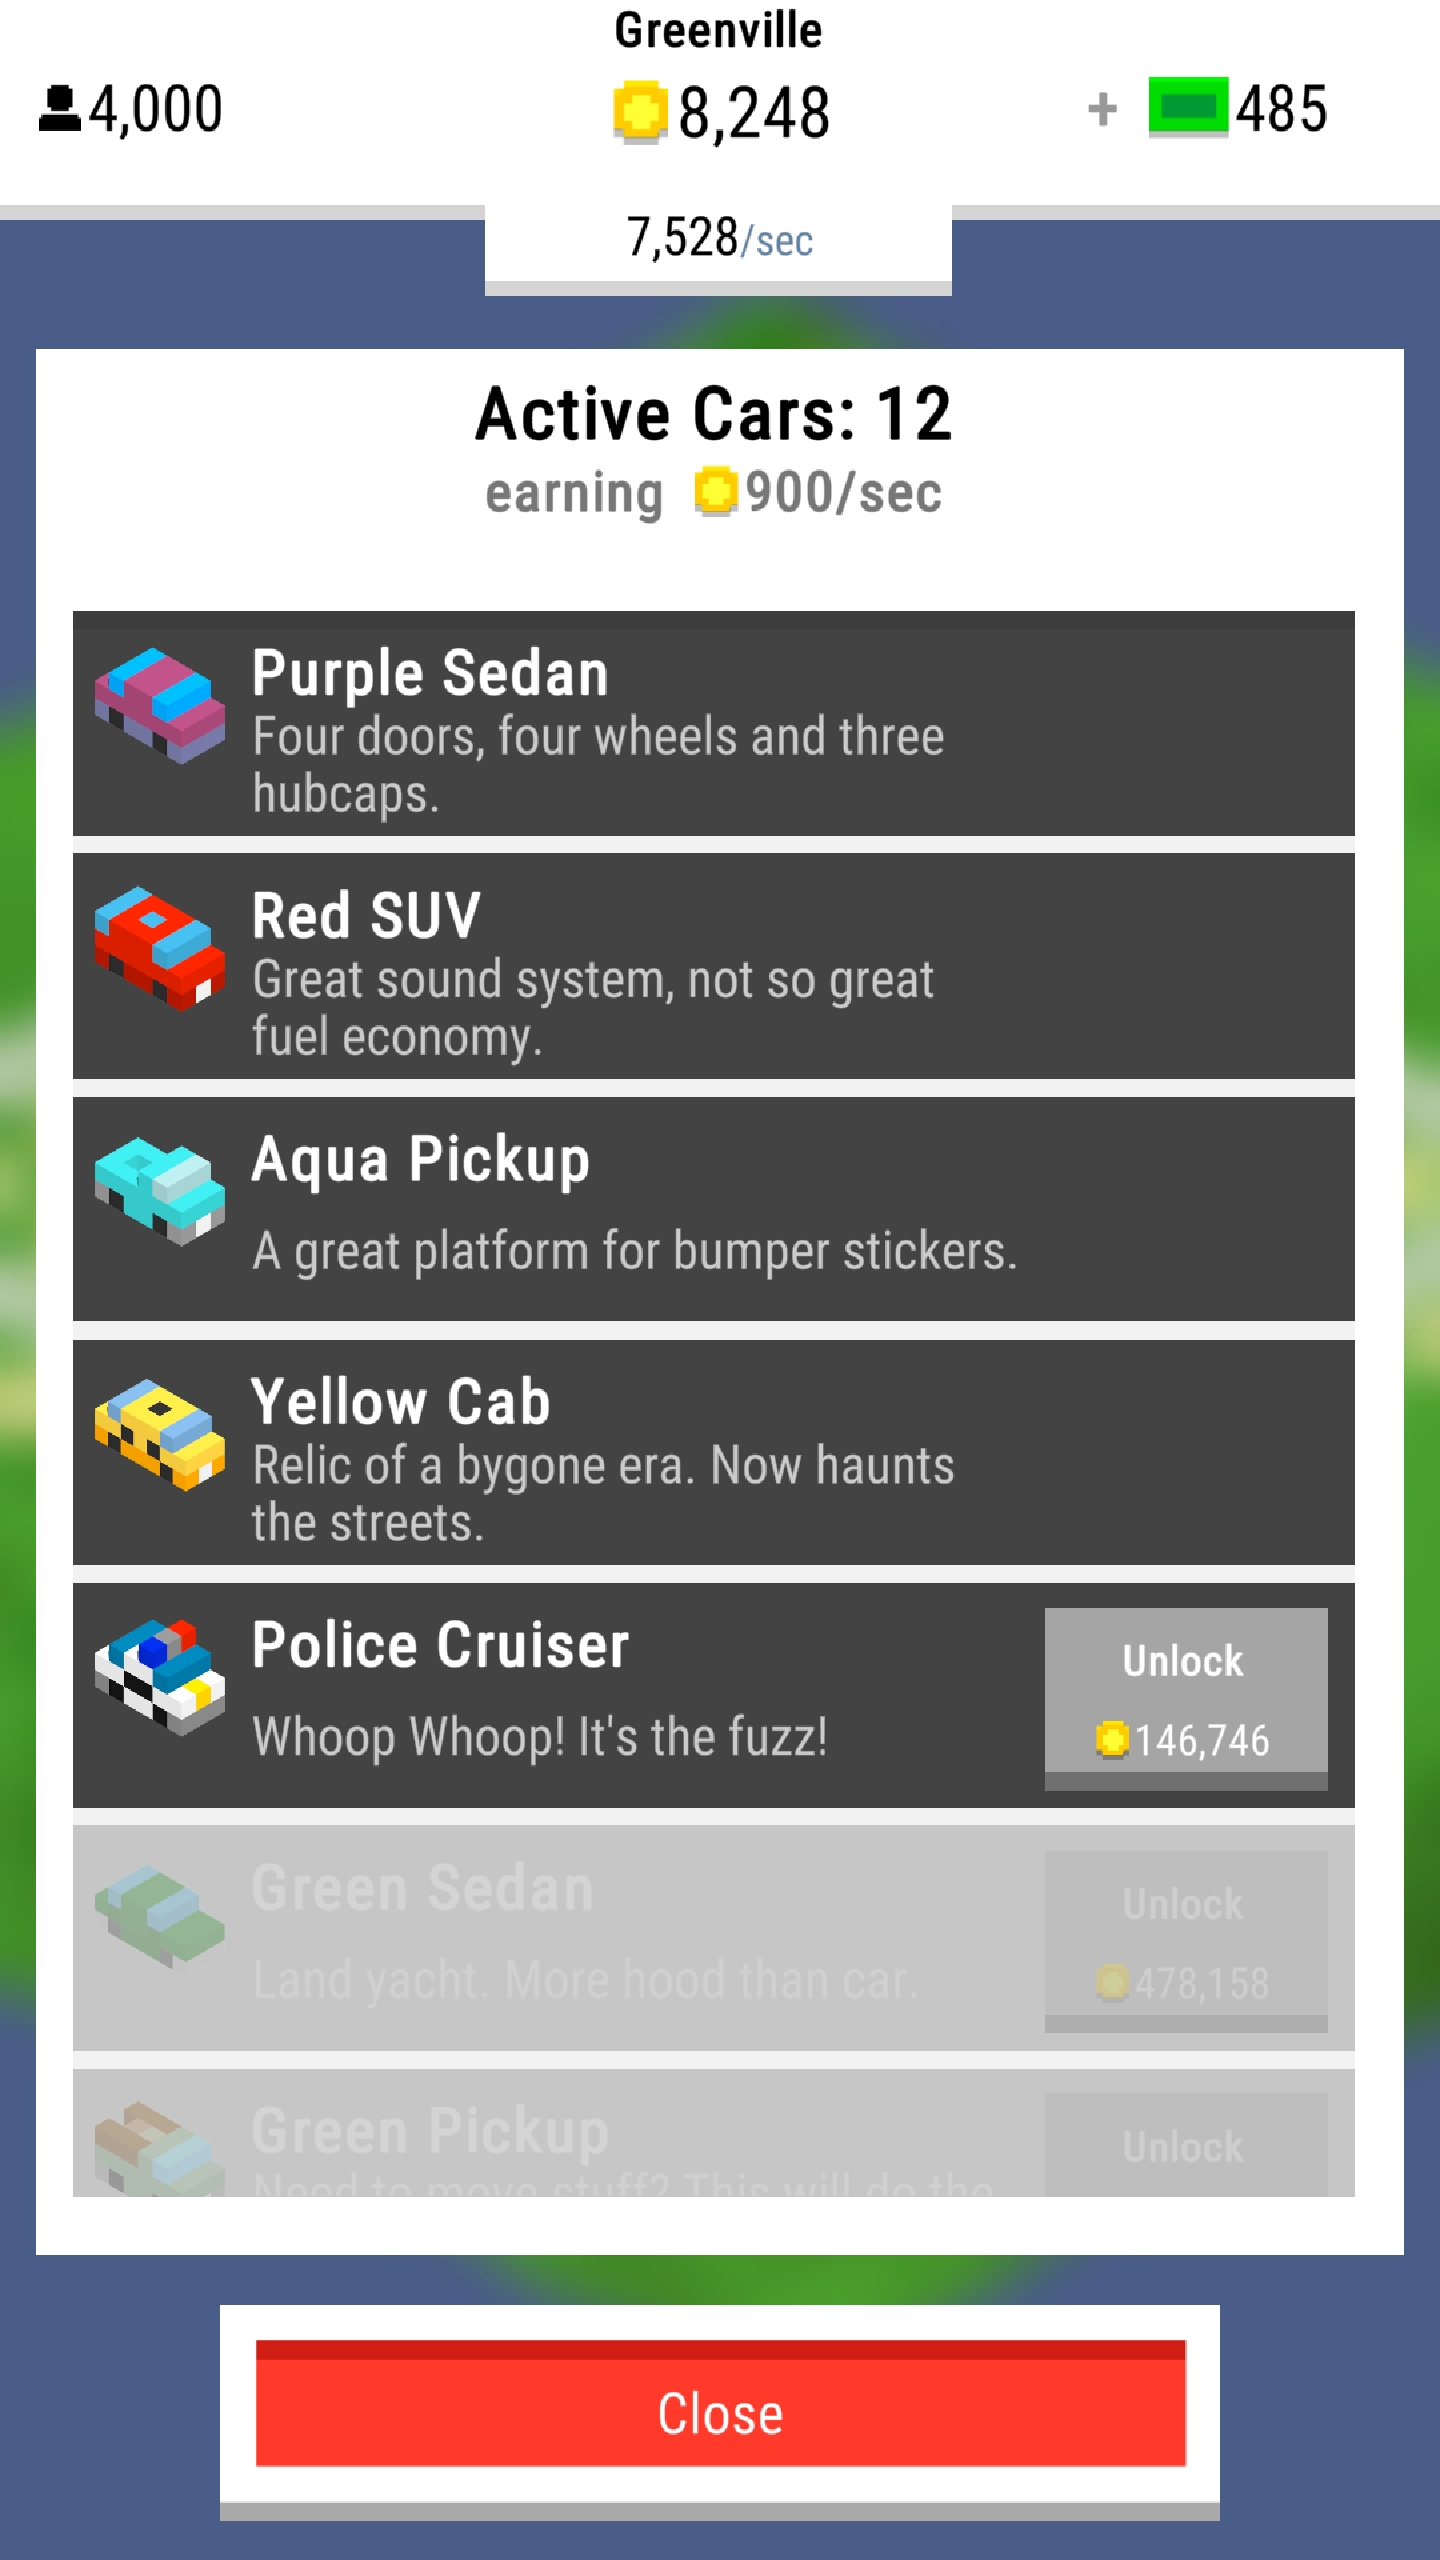 Greenville
4,000
8,248
+ 485
7,528/sec
Active Cars: 12
earning 900/sec
Purple Sedan
Four doors, four wheels and three
hubcaps.
Red SUV
Great sound system, not so great
fuel economy.
Aqua Pickup
A great platform for bumper stickers.
Yellow Cab
Relic of a bygone era. Now haunts
the streets.
Police Cruiser
Whoop Whoop! It's the fuzz!
Unlock
146,746
Green Sedan
Land yacht. More hood than car.
Unlock
478,158
Green Pickup
Need to move stuff? This will do the
Unlock
Close